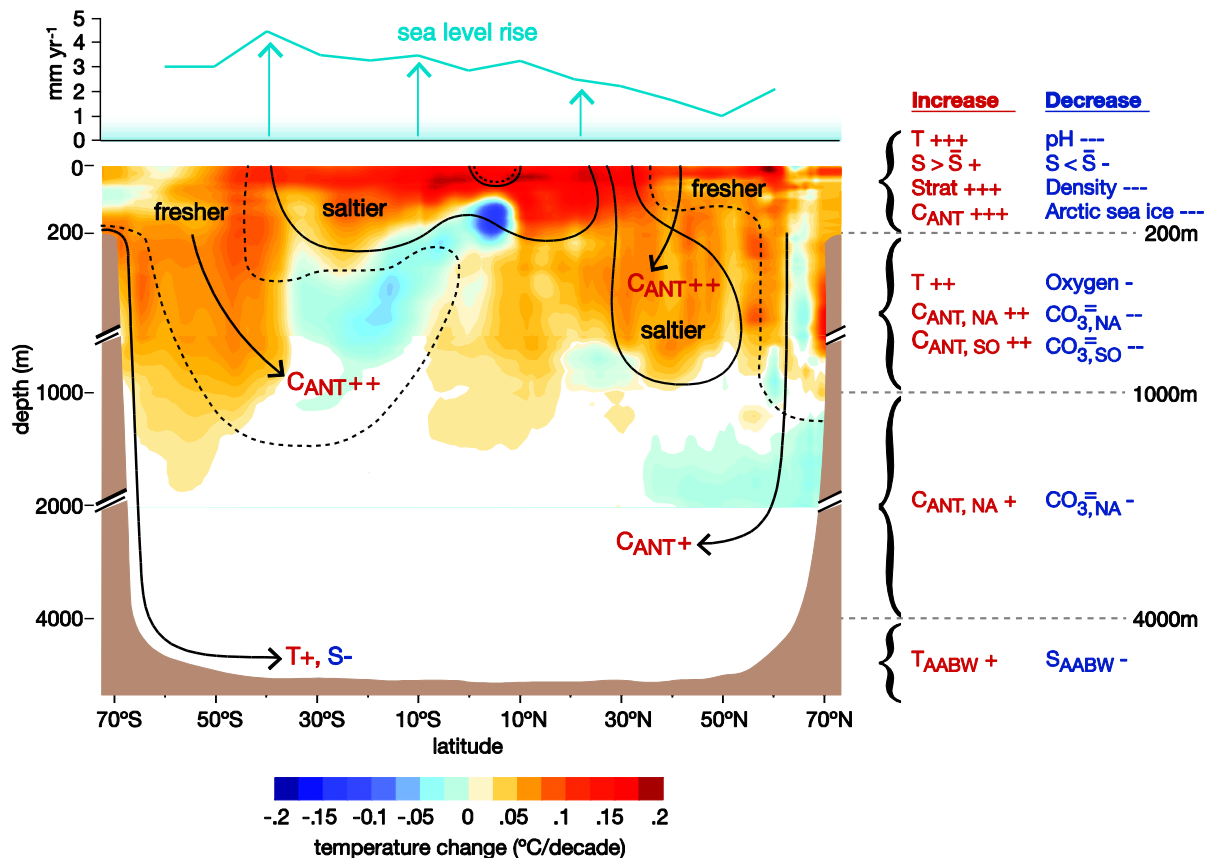 sea level rise
mm yr⁻¹
5
4
3
2
1
0
Increase Decrease
T +++ pH ---
S > S̄ + S < S̄ -
Strat +++ Density ---
CANT +++ Arctic sea ice ---
200m
T ++ Oxygen -
CANT, NA ++ CO₃⁼,NA --
CANT, SO ++ CO₃⁼,SO --
1000m
CANT, NA + CO₃⁼,NA -
4000m
TAABW + SAABW -
depth (m)
0
200
1000
2000
4000
fresher
saltier
fresher
CANT++
saltier
CANT++
CANT+
T+, S-
70ºS 50ºS 30ºS 10ºS 10ºN 30ºN 50ºN 70ºN
latitude
-.2 -.15 -0.1 -.05 0 .05 .1 .15 .2
temperature change (ºC/decade)